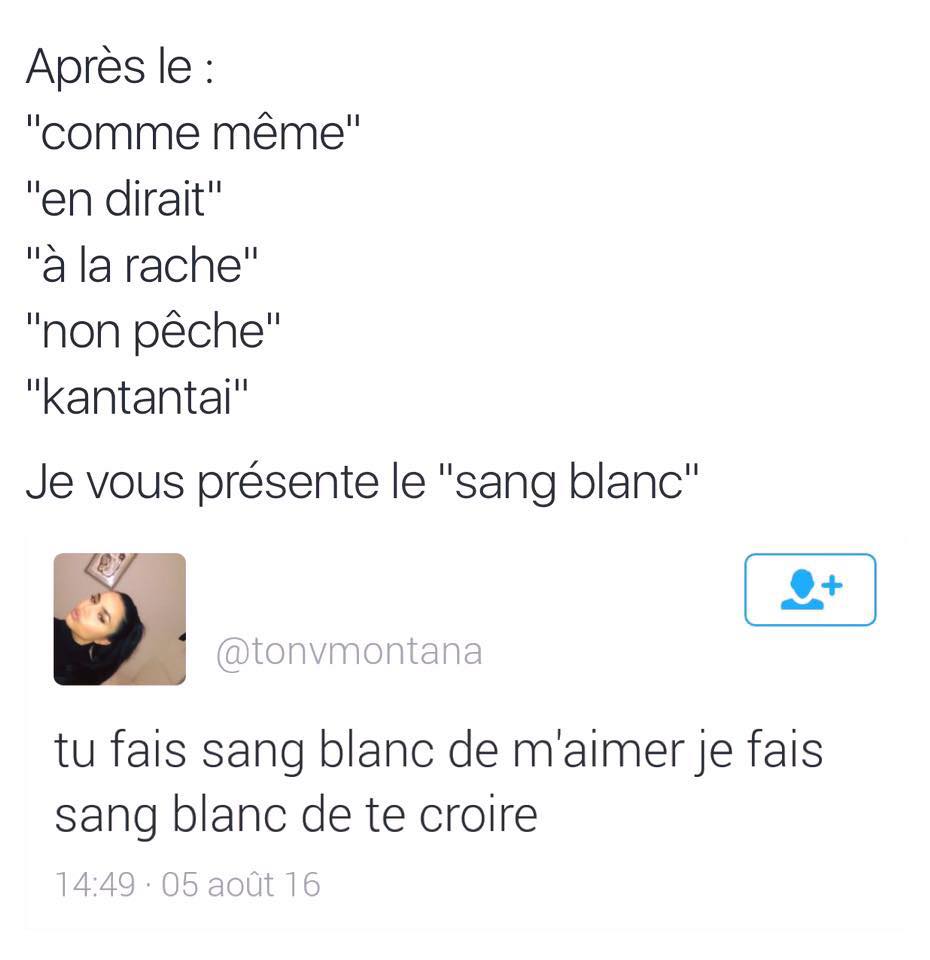 Après le :
"comme même"
"en dirait"
"à la rache"
"non pêche"
"kantantai"
Je vous présente le "sang blanc"
@tonvmontana
tu fais sang blanc de m'aimer je fais
sang blanc de te croire
14:49 · 05 août 16